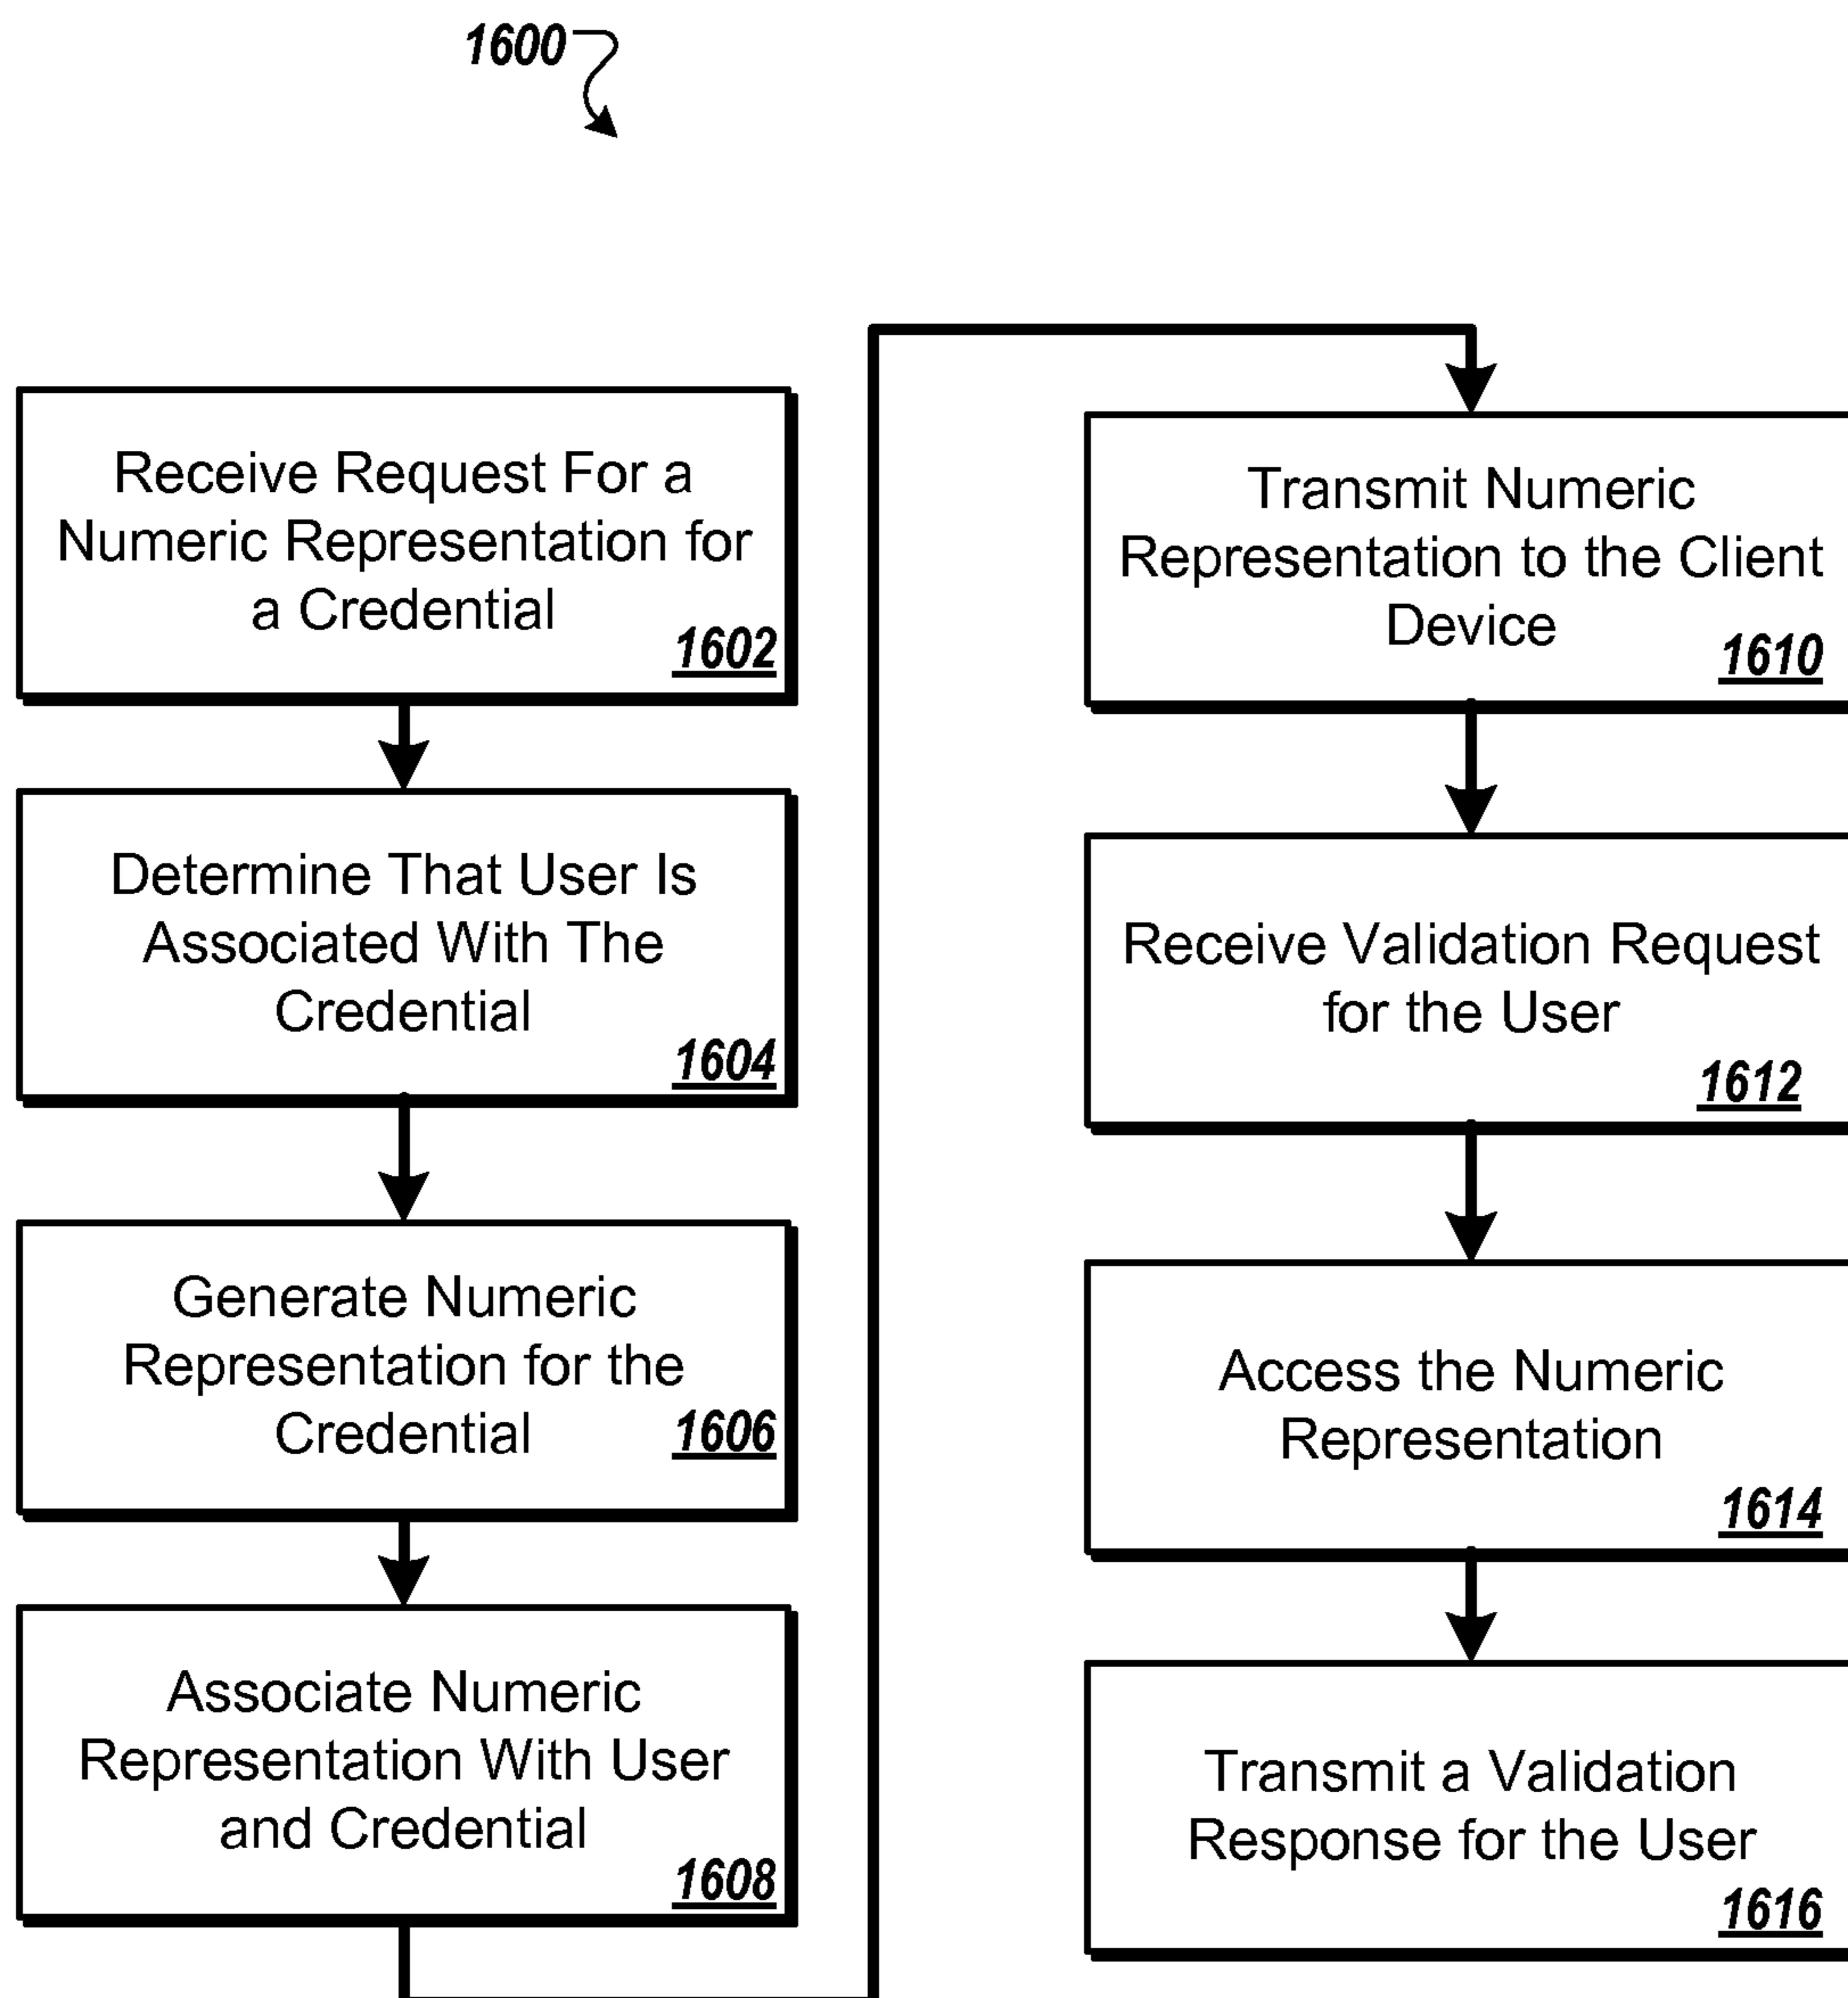 1600
Receive Request For a
Numeric Representation for
a Credential
1602
Determine That User Is
Associated With The
Credential
1604
Generate Numeric
Representation for the
Credential
1606
Associate Numeric
Representation With User
and Credential
1608
Transmit Numeric
Representation to the Client
Device
1610
Receive Validation Request
for the User
1612
Access the Numeric
Representation
1614
Transmit a Validation
Response for the User
1616